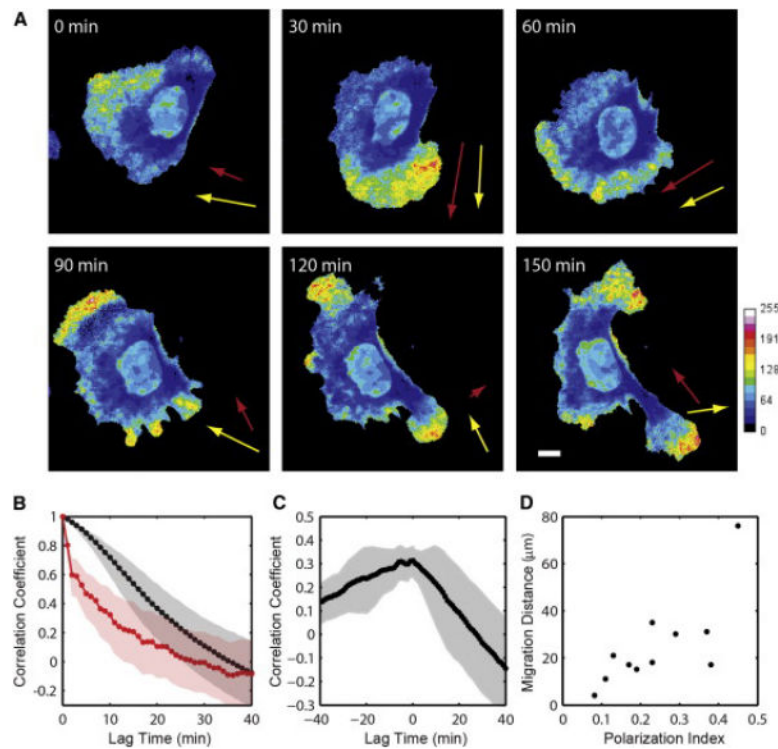 A
0 min
30 min
60 min
90 min
120 min
150 min
255
191
128
64
0
B
Correlation Coefficient
1
0.8
0.6
0.4
0.2
0
-0.2
0 10 20 30 40
Lag Time (min)
C
Correlation Coefficient
0.5
0.4
0.3
0.2
0.1
0
−0.1
−0.2
−0.3
−40 −20 0 20 40
Lag Time (min)
D
Migration Distance (μm)
80
60
40
20
0
0 0.1 0.2 0.3 0.4 0.5
Polarization Index